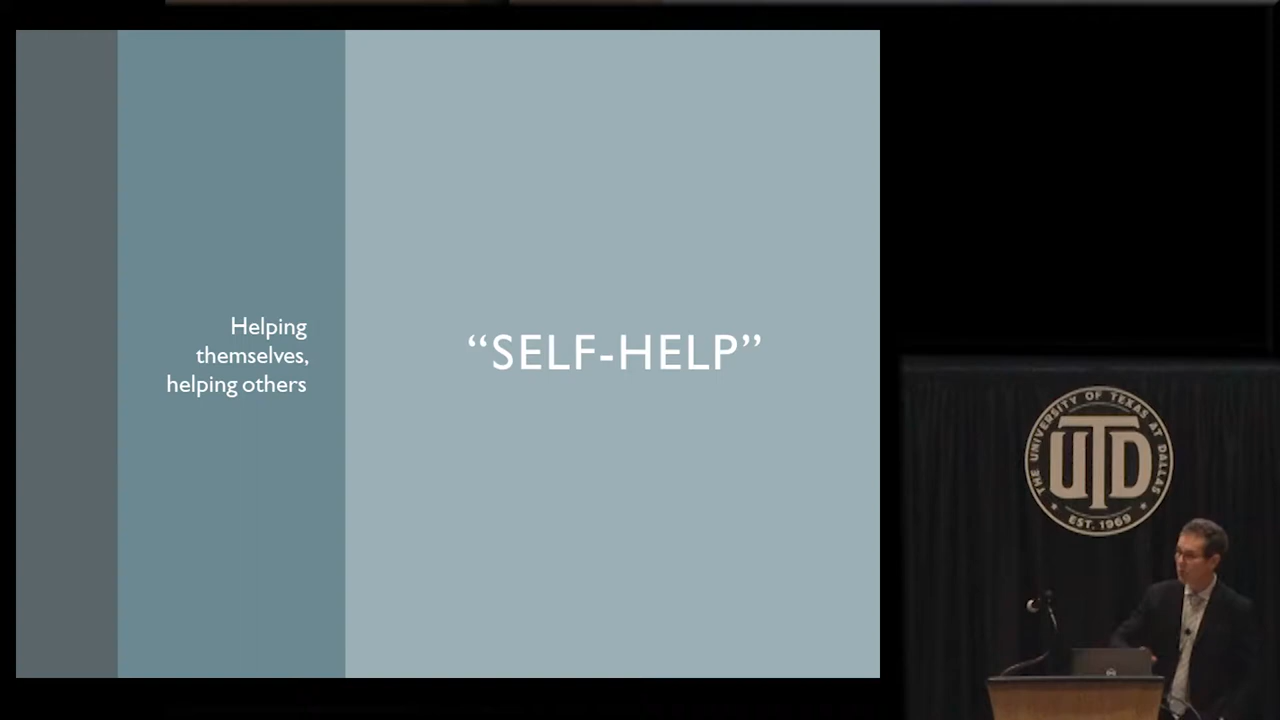 Helping
themselves,
helping others
“SELF-HELP”
THE UNIVERSITY OF TEXAS AT DALLAS
UTD
EST. 1969